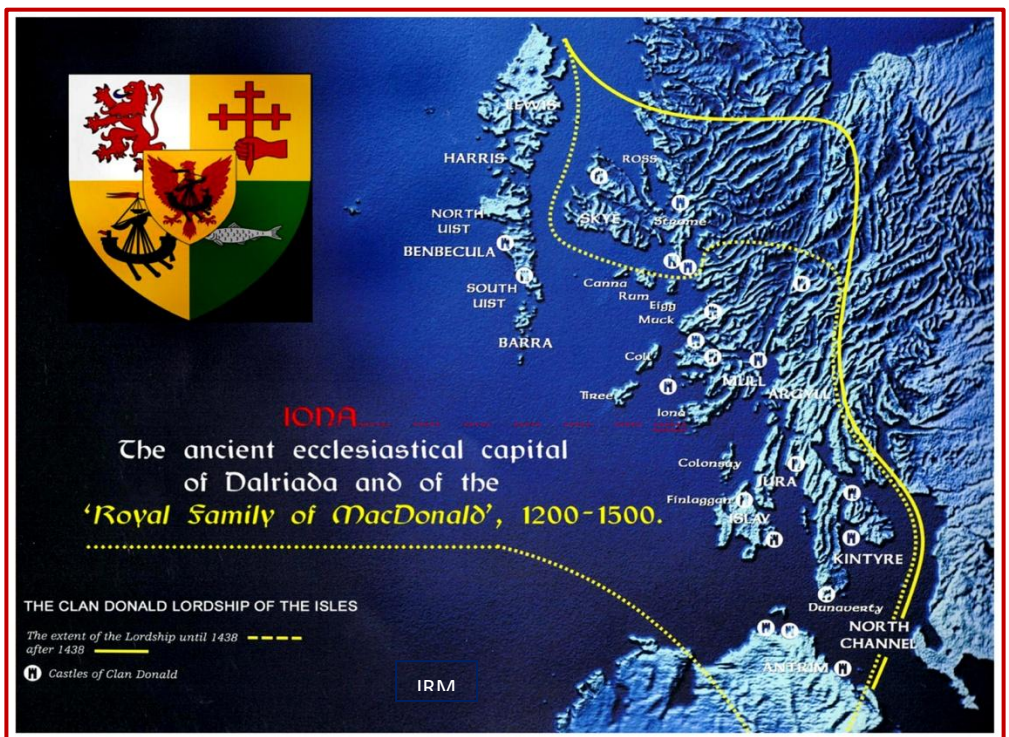 LEWIS
HARRIS
ROSS
SKYE
Strome
NORTH
UIST
BENBECULA
SOUTH
UIST
Canna
Rum
Eigg
Muck
BARRA
Coll
MULL
Tiree
ARGYLL
Iona
IONA
The ancient ecclesiastical capital
of Dalriada and of the
‘Royal Family of MacDonald’, 1200-1500.
Colonsay
JURA
Finlaggan
ISLAY
KINTYRE
Dunaverty
NORTH
CHANNEL
ANTRIM
THE CLAN DONALD LORDSHIP OF THE ISLES
The extent of the Lordship until 1438
after 1438
Castles of Clan Donald
IRM